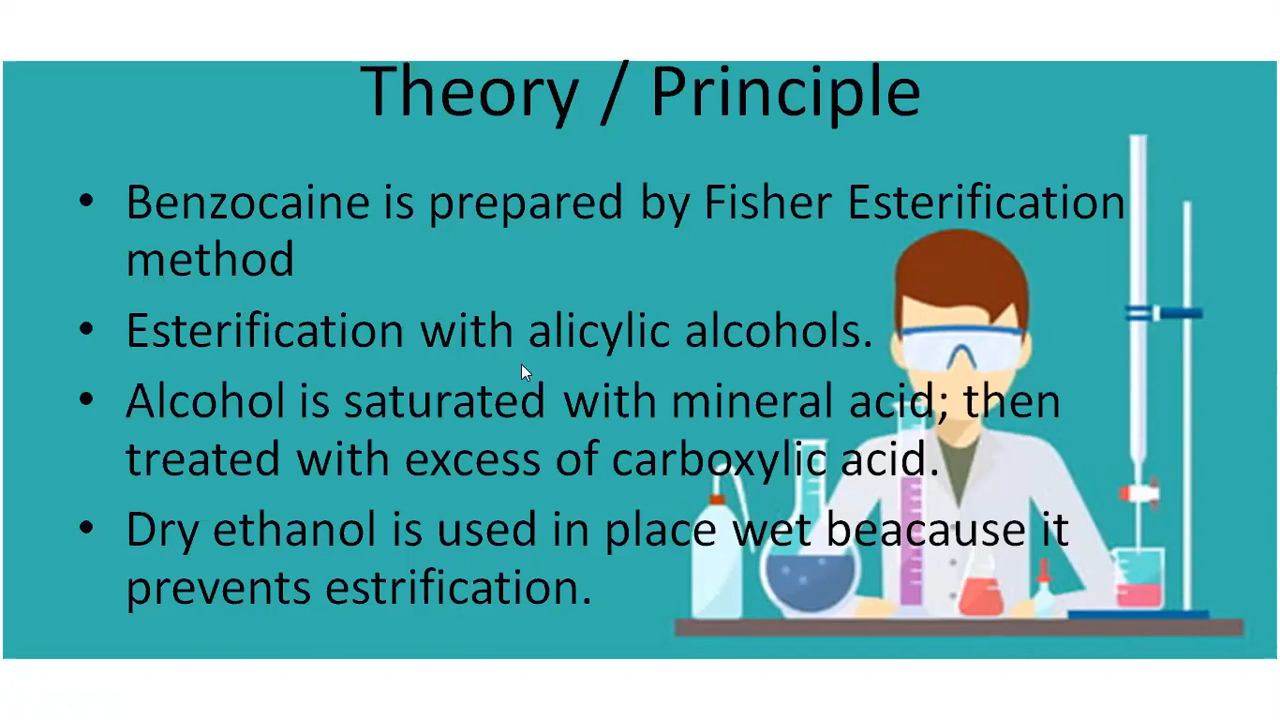 Theory / Principle
• Benzocaine is prepared by Fisher Esterification
method
• Esterification with alicylic alcohols.
• Alcohol is saturated with mineral acid; then
treated with excess of carboxylic acid.
• Dry ethanol is used in place wet beacause it
prevents estrification.